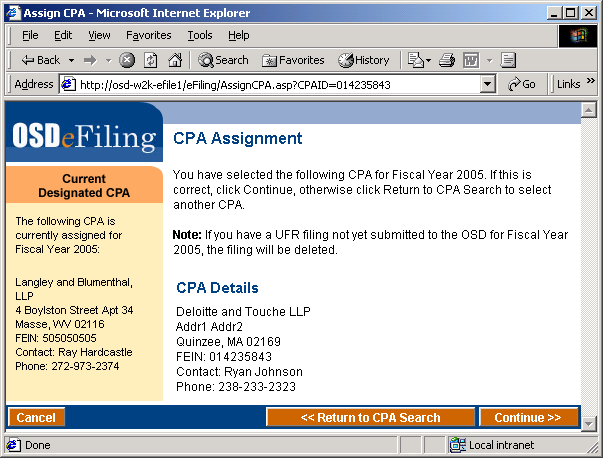 Assign CPA - Microsoft Internet Explorer
File Edit View Favorites Tools Help
Back Search Favorites History
Address http://osd-w2k-efile1/eFiling/AssignCPA.asp?CPAID=014235843 Go Links »
OSDeFiling
Current
Designated CPA
The following CPA is
currently assigned for
Fiscal Year 2005:
Langley and Blumenthal,
LLP
4 Boylston Street Apt 34
Masse, WV 02116
FEIN: 505050505
Contact: Ray Hardcastle
Phone: 272-973-2374
CPA Assignment
You have selected the following CPA for Fiscal Year 2005. If this is
correct, click Continue, otherwise click Return to CPA Search to select
another CPA.
Note: If you have a UFR filing not yet submitted to the OSD for Fiscal Year
2005, the filing will be deleted.
CPA Details
Deloitte and Touche LLP
Addr1 Addr2
Quinzee, MA 02169
FEIN: 014235843
Contact: Ryan Johnson
Phone: 238-233-2323
Cancel << Return to CPA Search Continue >>
Done Local intranet